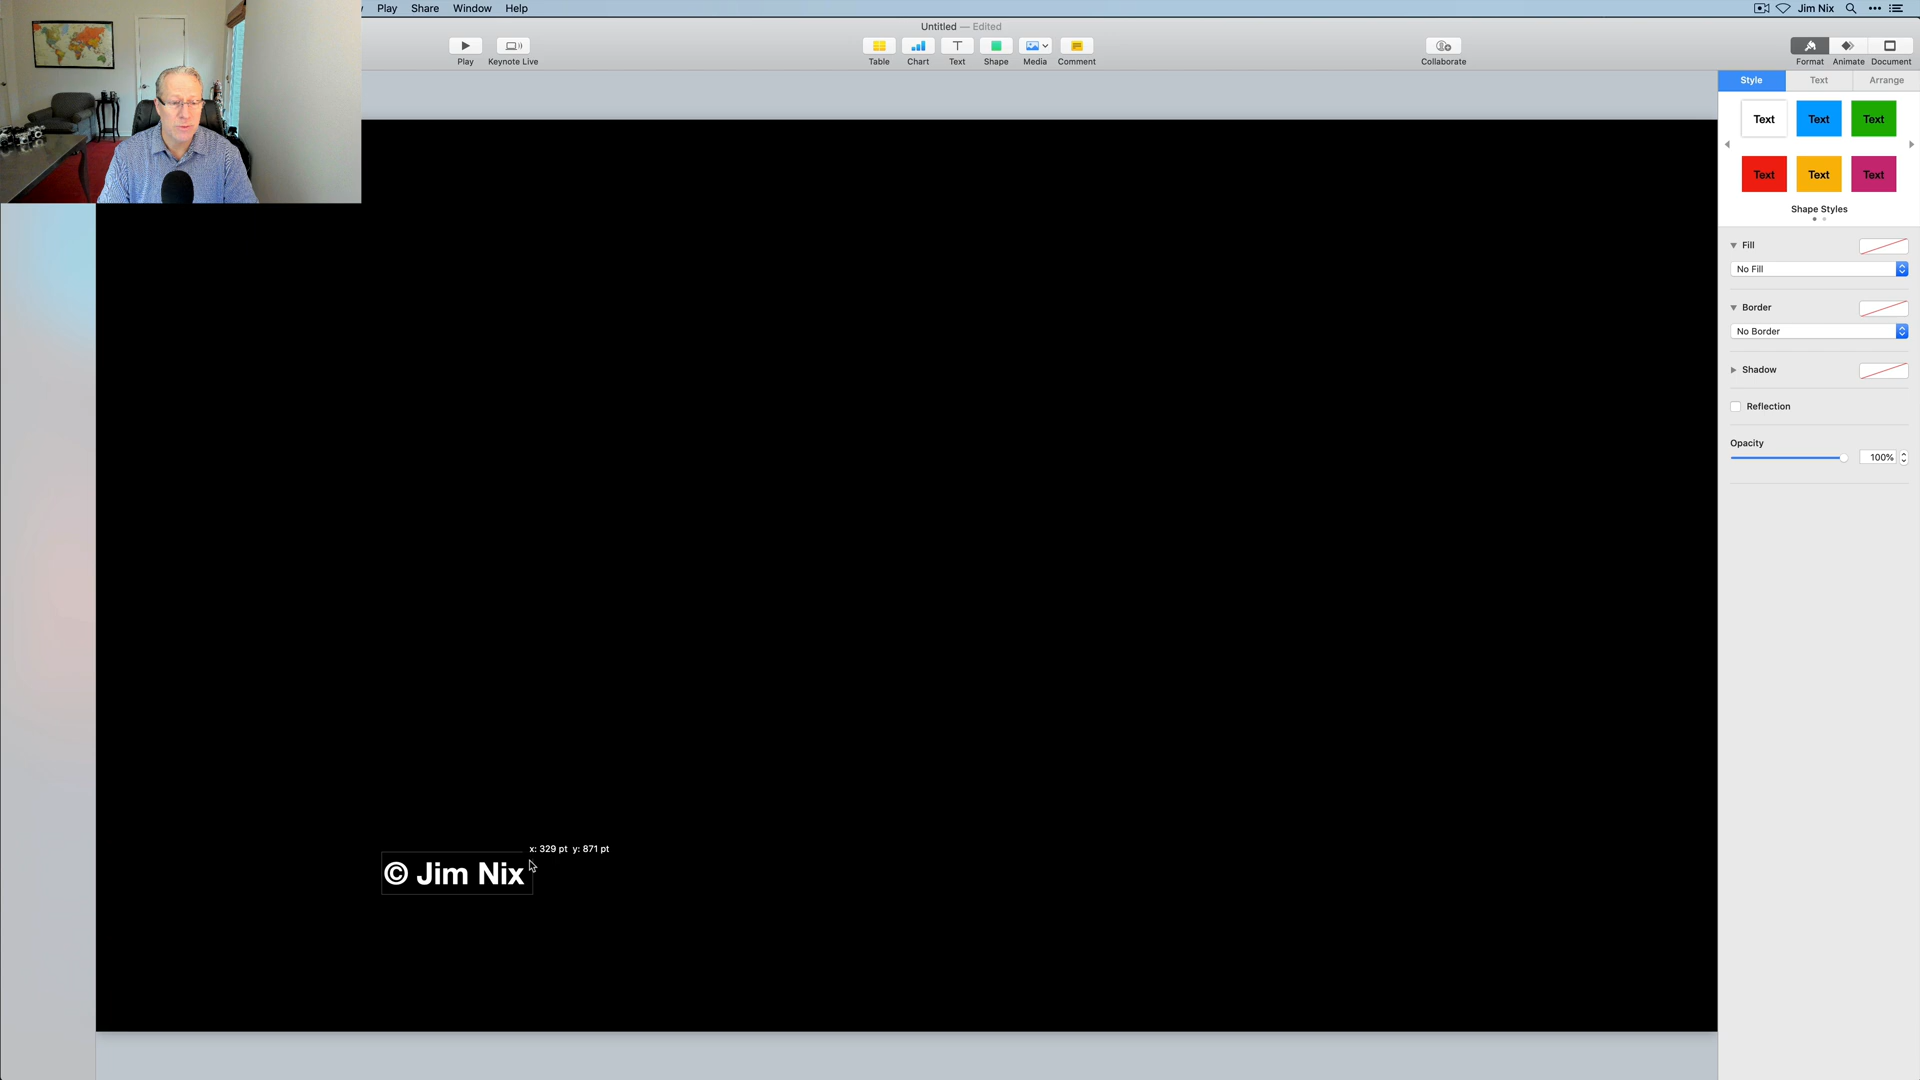 Play Share Window Help
Jim Nix
Untitled — Edited
Play Keynote Live Table Chart Text Shape Media Comment Collaborate Format Animate Document
Style Text Arrange
Text Text Text
Text Text Text
Shape Styles
Fill
No Fill
Border
No Border
Shadow
Reflection
Opacity
100%
x: 329 pt y: 871 pt
© Jim Nix